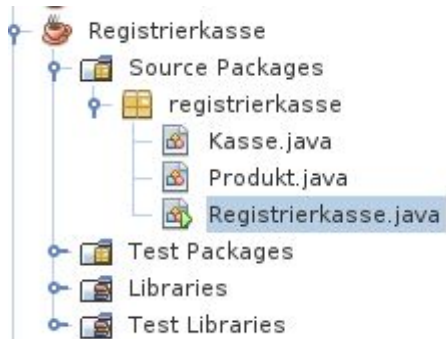 Registrierkasse
Source Packages
registrierkasse
Kasse.java
Produkt.java
Registrierkasse.java
Test Packages
Libraries
Test Libraries